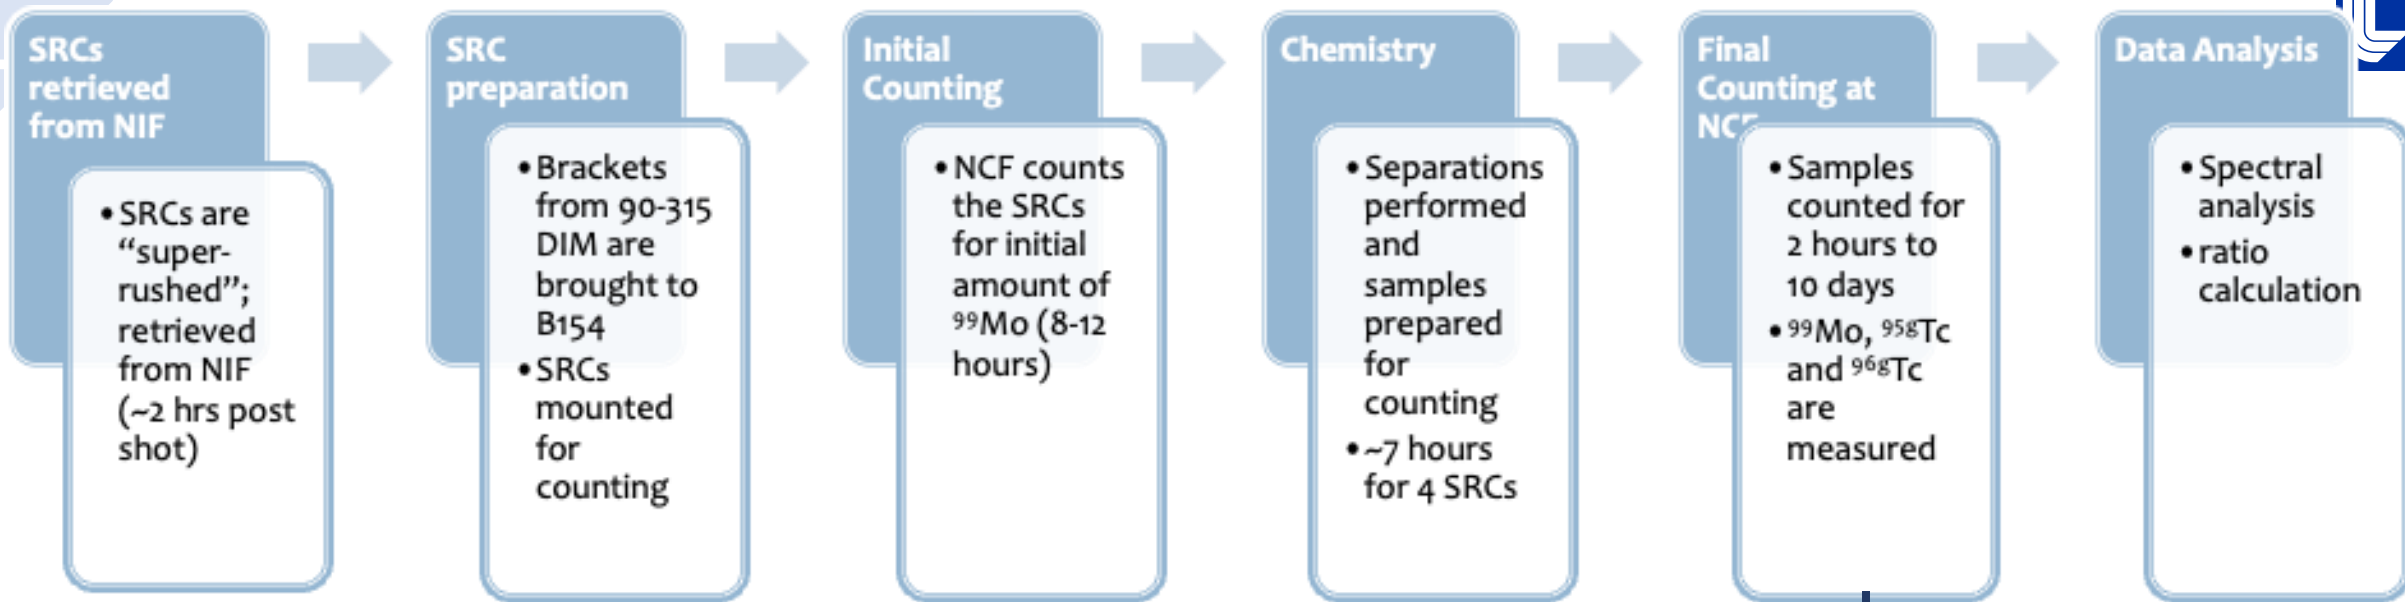 SRCs
retrieved
from NIF
• SRCs are
“super-
rushed”;
retrieved
from NIF
(~2 hrs post
shot)
SRC
preparation
• Brackets
from 90-315
DIM are
brought to
B154
• SRCs
mounted
for
counting
Initial
Counting
• NCF counts
the SRCs
for initial
amount of
⁹⁹Mo (8-12
hours)
Chemistry
• Separations
performed
and
samples
prepared
for
counting
• ~7 hours
for 4 SRCs
Final
Counting at
NCF
• Samples
counted for
2 hours to
10 days
• ⁹⁹Mo, ⁹⁵ᵍTc
and ⁹⁶ᵍTc
are
measured
Data Analysis
• Spectral
analysis
• ratio
calculation